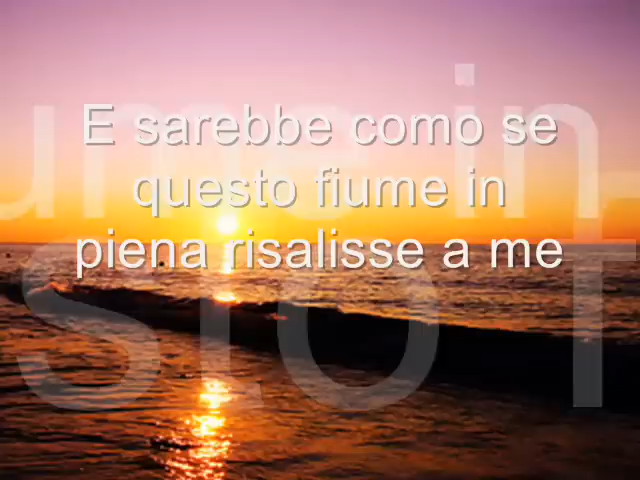 E sarebbe como se
questo fiume in
piena risalisse a me